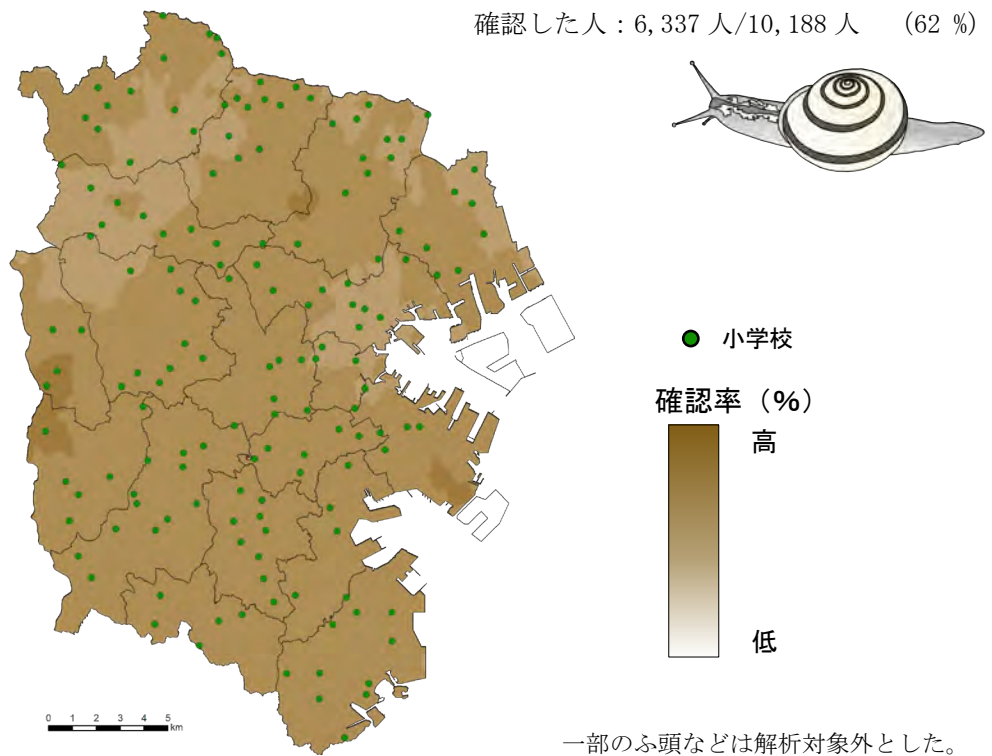 確認した人：6,337 人/10,188 人　(62 %)
小学校
確認率（%）
高
低
0 1 2 3 4 5
km
一部のふ頭などは解析対象外とした。